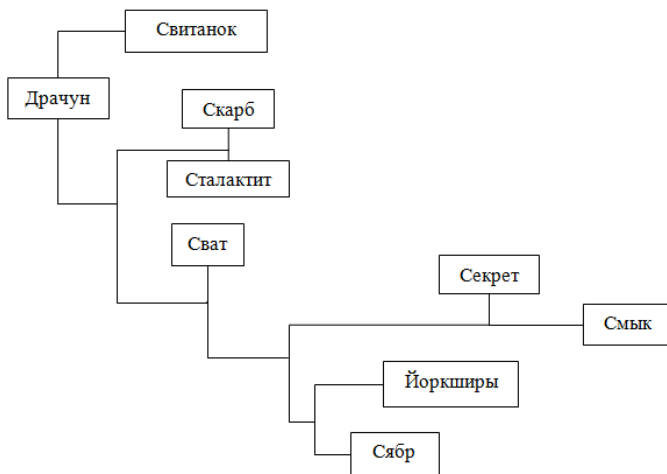 Свитанок
Драчун
Скарб
Сталактит
Сват
Секрет
Смык
Йоркширы
Сябр